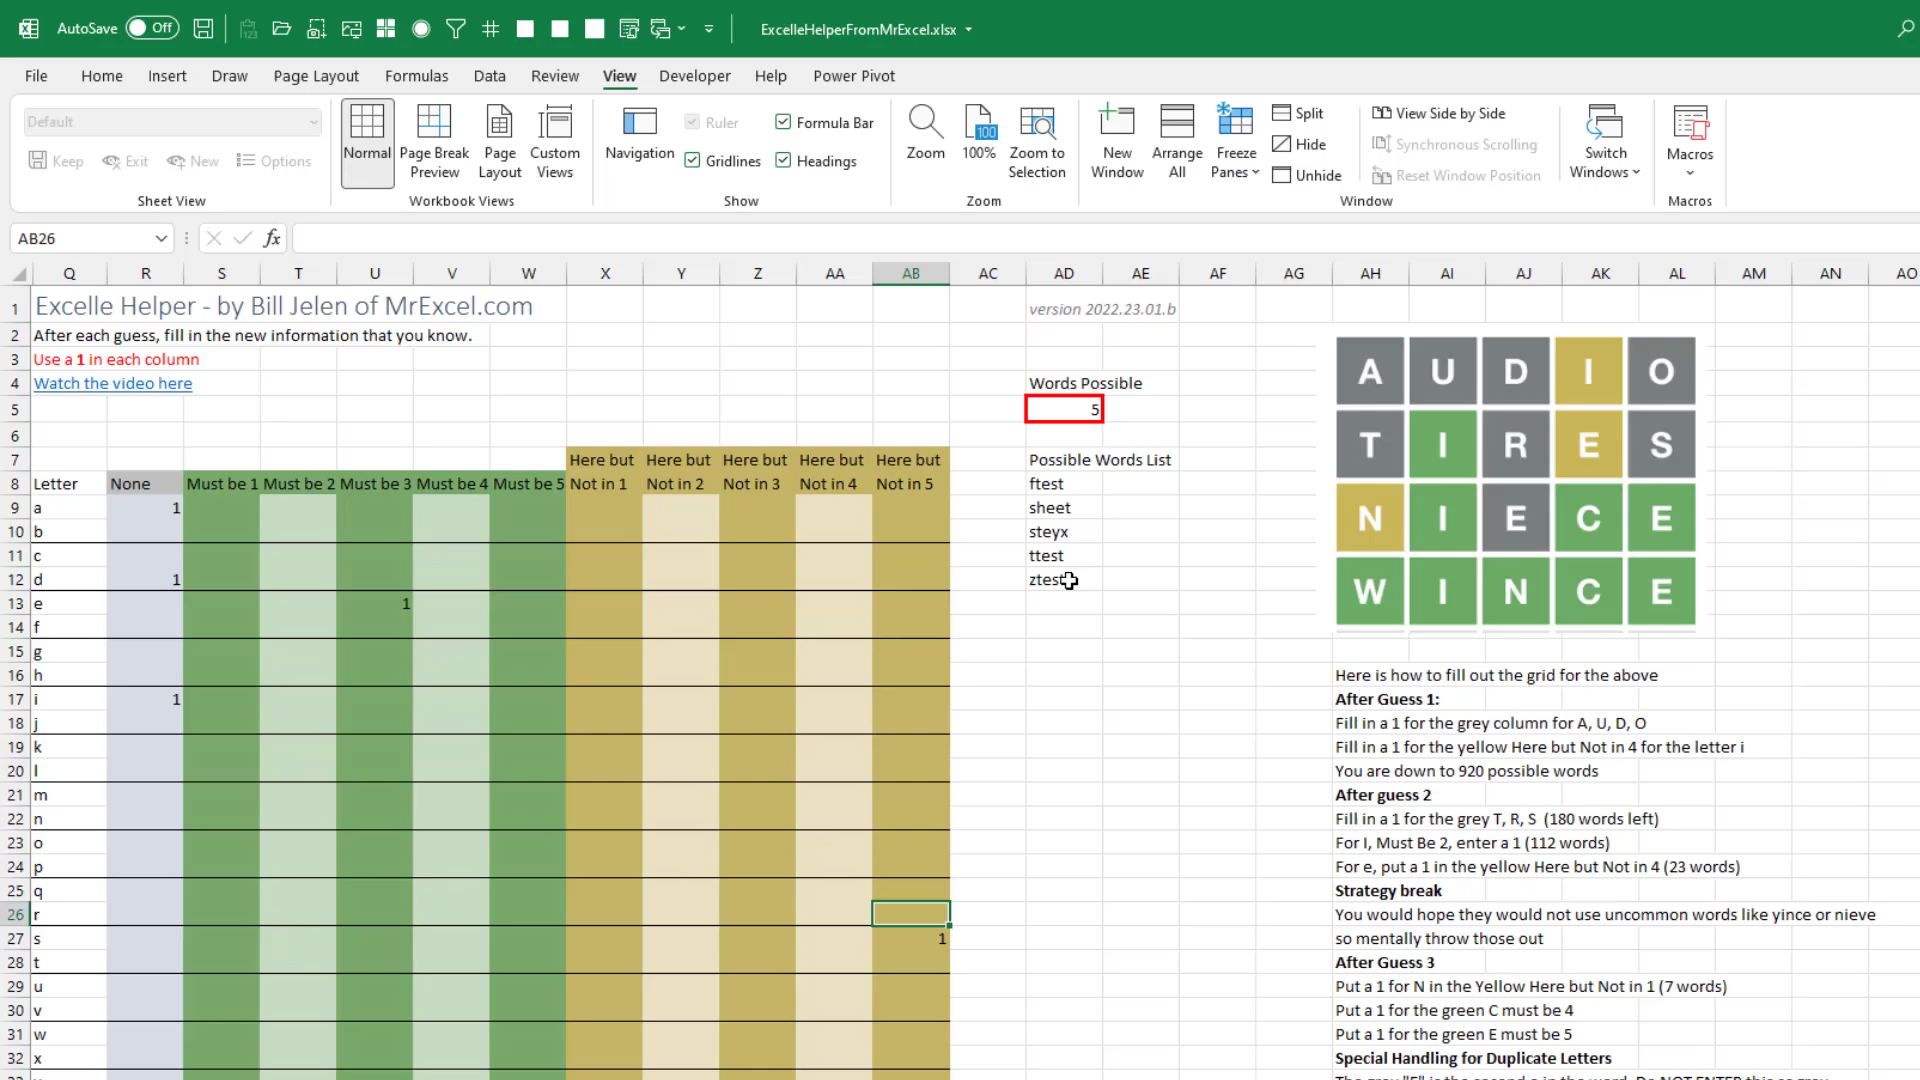 AutoSave Off ExcelleHelperFromMrExcel.xlsx
File Home Insert Draw Page Layout Formulas Data Review View Developer Help Power Pivot
Default
Keep Exit New Options
Sheet View
Normal
Page Break Preview
Page Layout
Custom Views
Workbook Views
Navigation
Ruler Formula Bar
Gridlines Headings
Show
Zoom
100
100%
Zoom to Selection
Zoom
New Window
Arrange All
Freeze Panes
Split
Hide
Unhide
View Side by Side
Synchronous Scrolling
Reset Window Position
Window
Switch Windows
Macros
Macros
AB26 fx
Q R S T U V W X Y Z AA AB AC AD AE AF AG AH AI AJ AK AL AM AN AO
1 Excelle Helper - by Bill Jelen of MrExcel.com version 2022.23.01.b
2 After each guess, fill in the new information that you know.
3 Use a 1 in each column
4 Watch the video here Words Possible
5 5
6
7 Here but Here but Here but Here but Here but Possible Words List
8 Letter None Must be 1 Must be 2 Must be 3 Must be 4 Must be 5 Not in 1 Not in 2 Not in 3 Not in 4 Not in 5 ftest
9 a 1 sheet
10 b steyx
11 c ttest
12 d 1 ztest
13 e 1
14 f
15 g
16 h
17 i 1
18 j
19 k
20 l
21 m
22 n
23 o
24 p
25 q
26 r
27 s 1
28 t
29 u
30 v
31 w
32 x
A U D I O
T I R E S
N I E C E
W I N C E
Here is how to fill out the grid for the above
After Guess 1:
Fill in a 1 for the grey column for A, U, D, O
Fill in a 1 for the yellow Here but Not in 4 for the letter i
You are down to 920 possible words
After guess 2
Fill in a 1 for the grey T, R, S (180 words left)
For I, Must Be 2, enter a 1 (112 words)
For e, put a 1 in the yellow Here but Not in 4 (23 words)
Strategy break
You would hope they would not use uncommon words like yince or nieve
so mentally throw those out
After Guess 3
Put a 1 for N in the Yellow Here but Not in 1 (7 words)
Put a 1 for the green C must be 4
Put a 1 for the green E must be 5
Special Handling for Duplicate Letters